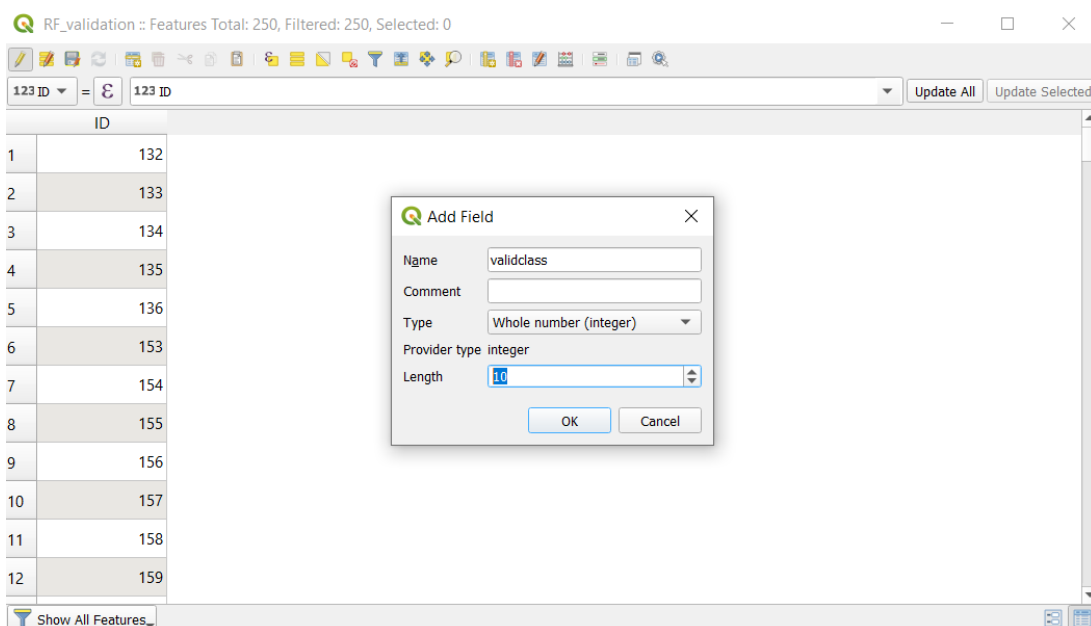 RF_validation :: Features Total: 250, Filtered: 250, Selected: 0
123 ID = ε 123 ID Update All Update Selected
ID
1 132
2 133
3 134
4 135
5 136
6 153
7 154
8 155
9 156
10 157
11 158
12 159
Add Field
Name validclass
Comment
Type Whole number (integer)
Provider type integer
Length 10
OK Cancel
Show All Features